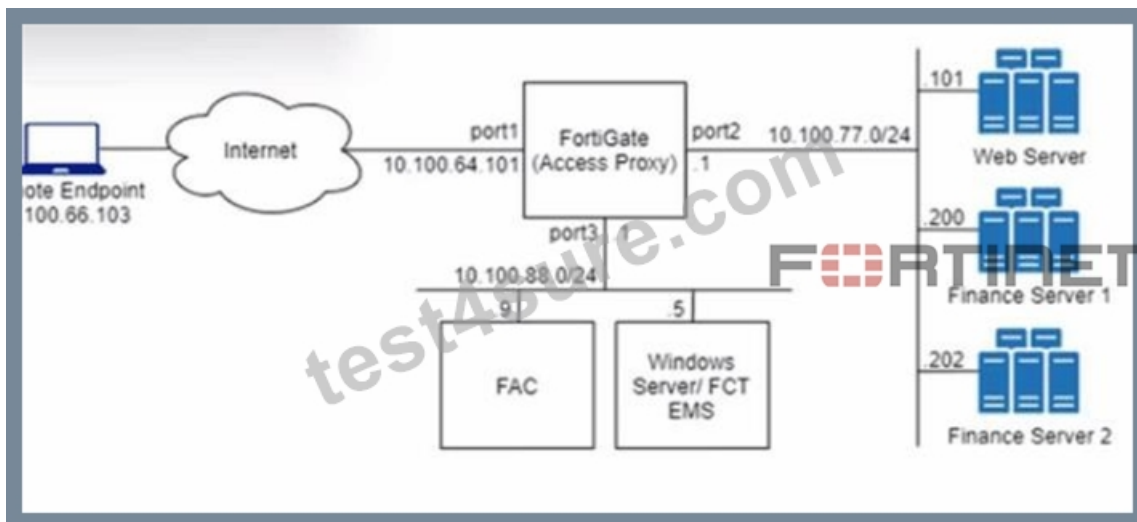 Internet
port1
10.100.64.101
FortiGate
(Access Proxy)
port2
.1
10.100.77.0/24
.101
Web Server
ote Endpoint
100.66.103
port3
.1
10.100.88.0/24
.200
FORTINET
Finance Server 1
.9
FAC
.5
Windows
Server/ FCT
EMS
.202
Finance Server 2
test4sure.com